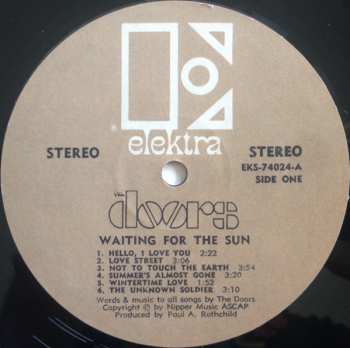 elektra
STEREO
STEREO
EKS-74024-A
SIDE ONE
the doors
WAITING FOR THE SUN
1. HELLO, I LOVE YOU 2:22
2. LOVE STREET 3:06
3. NOT TO TOUCH THE EARTH 3:54
4. SUMMER'S ALMOST GONE 3:20
5. WINTERTIME LOVE 1:52
6. THE UNKNOWN SOLDIER 3:10
Words & music to all songs by The Doors
Copyright © by Nipper Music ASCAP
Produced by Paul A. Rothchild